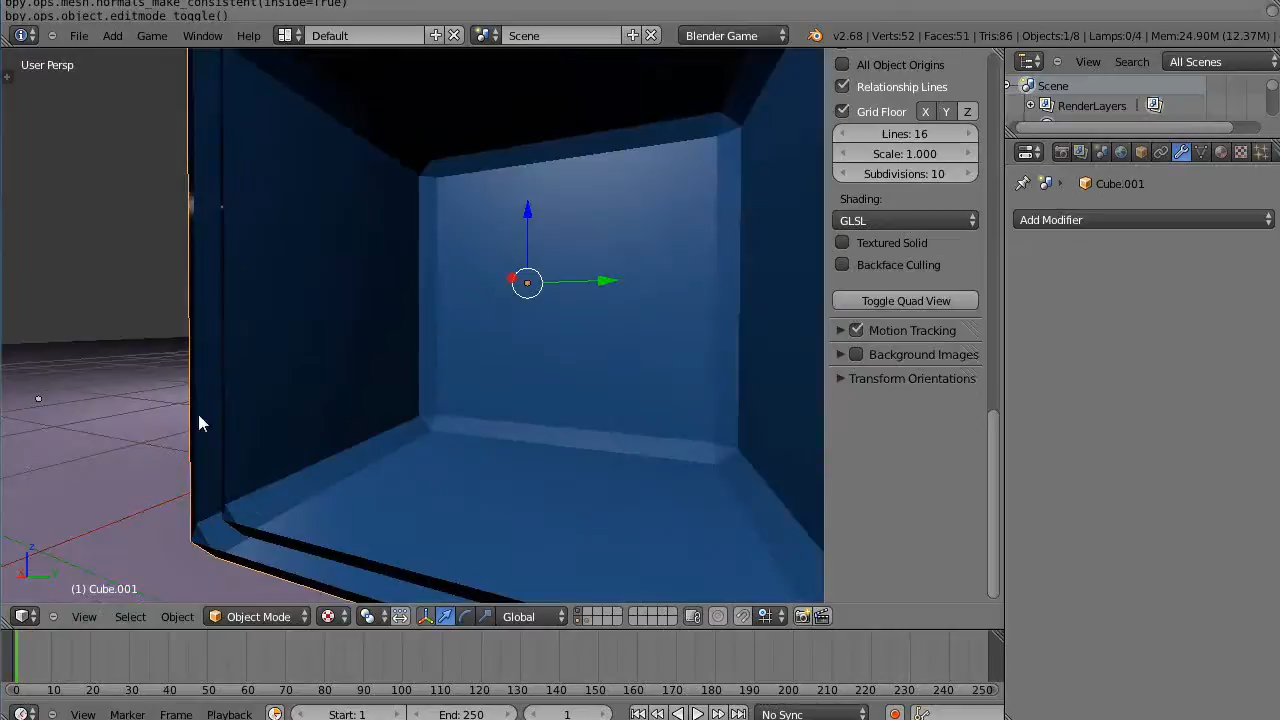 bpy.ops.mesh.normals_make_consistent(inside=True)
bpy.ops.object.editmode_toggle()
File Add Game Window Help Default Scene Blender Game v2.68 | Verts:52 | Faces:51 | Tris:86 | Objects:1/8 | Lamps:0/4 | Mem:24.90M (12.37M)
User Persp
All Object Origins
Relationship Lines
Grid Floor X Y Z
Lines: 16
Scale: 1.000
Subdivisions: 10
Shading:
GLSL
Textured Solid
Backface Culling
Toggle Quad View
Motion Tracking
Background Images
Transform Orientations
View Search All Scenes
Scene
RenderLayers
Cube.001
Add Modifier
z
x y
(1) Cube.001
View Select Object Object Mode Global
0 10 20 30 40 50 60 70 80 90 100 110 120 130 140 150 160 170 180 190 200 210 220 230 240 250
View Marker Frame Playback Start: 1 End: 250 1 No Sync